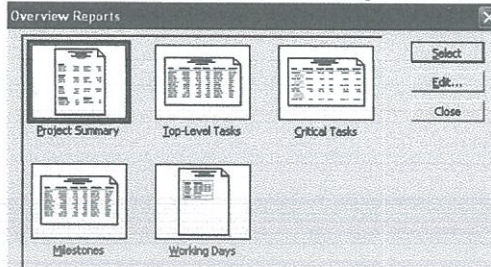 Overview Reports
Select
Edit...
Close
Project Summary
Top-Level Tasks
Critical Tasks
Milestones
Working Days